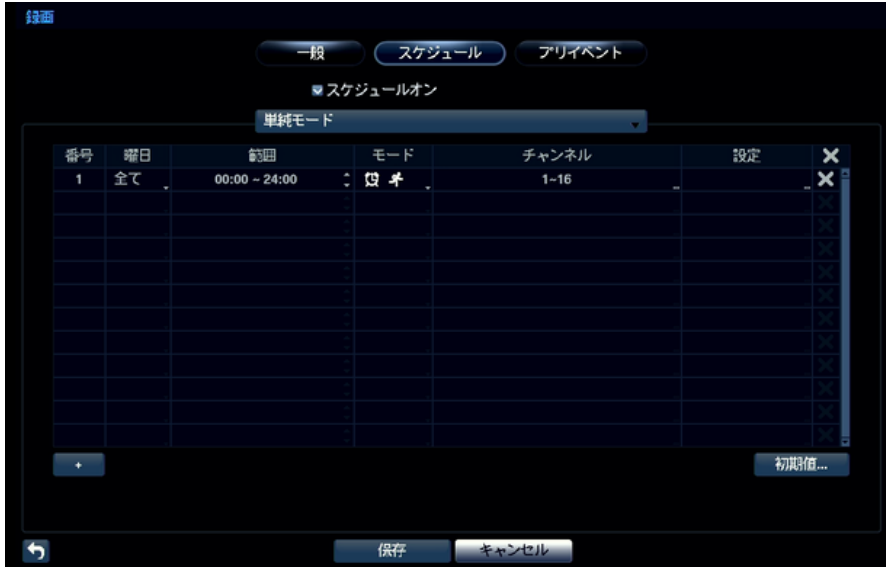 録画
一般 スケジュール プリイベント
スケジュールオン
単純モード
番号 曜日 範囲 モード チャンネル 設定
1 全て 00:00 ~ 24:00 1~16 ... ...
+ 初期値...
保存 キャンセル